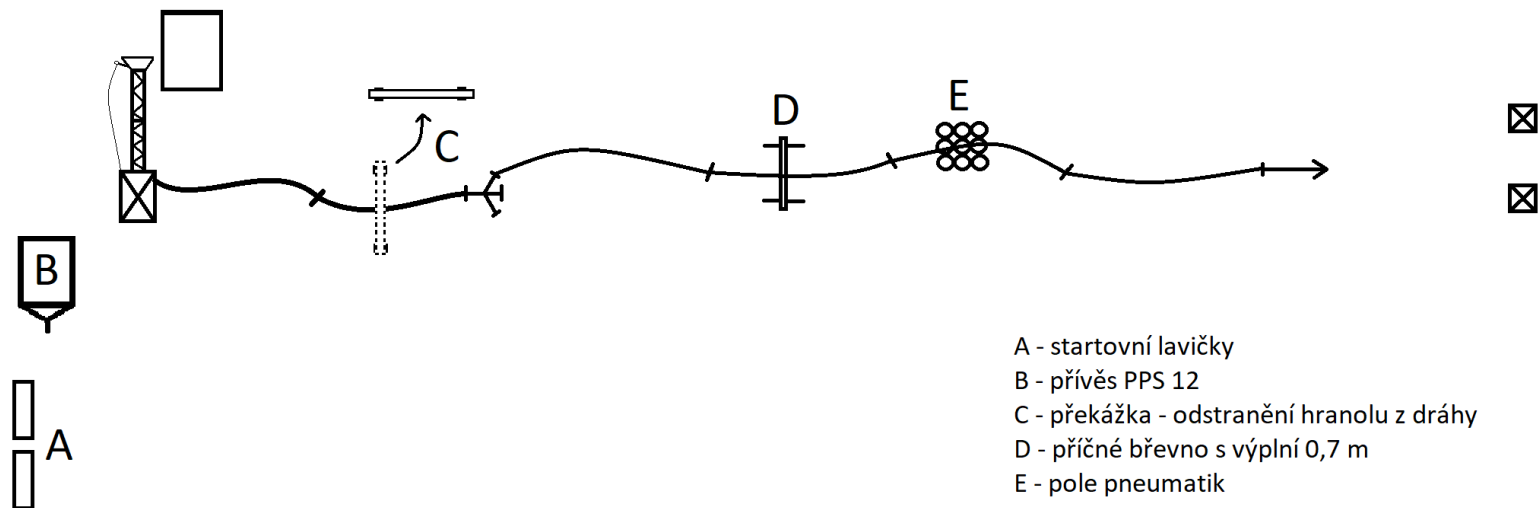 D
E
C
B
A
A - startovní lavičky
B - přívěs PPS 12
C - překážka - odstranění hranolu z dráhy
D - příčné břevno s výplní 0,7 m
E - pole pneumatik